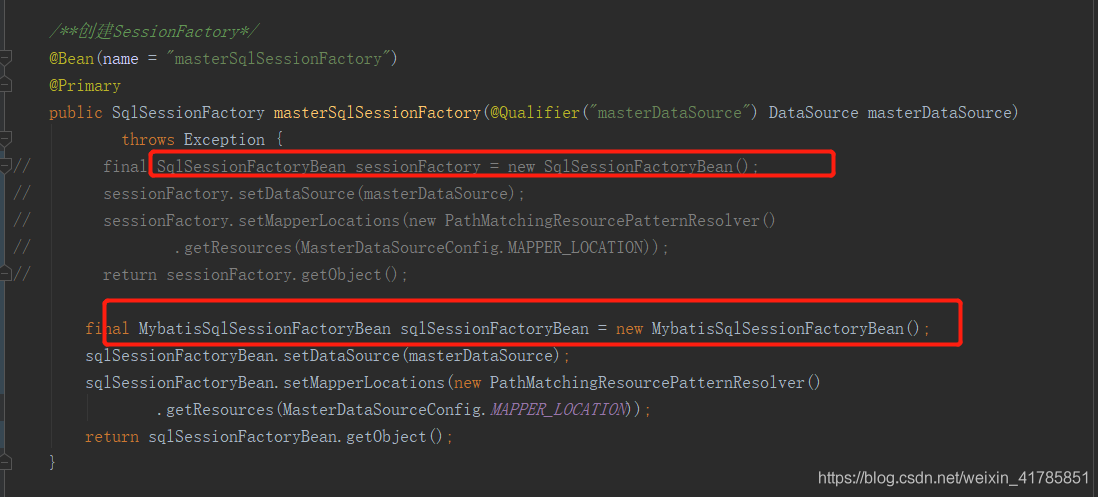 /**创建SessionFactory*/
@Bean(name = "masterSqlSessionFactory")
@Primary
public SqlSessionFactory masterSqlSessionFactory(@Qualifier("masterDataSource") DataSource masterDataSource)
throws Exception {
// final SqlSessionFactoryBean sessionFactory = new SqlSessionFactoryBean();
// sessionFactory.setDataSource(masterDataSource);
// sessionFactory.setMapperLocations(new PathMatchingResourcePatternResolver()
// .getResources(MasterDataSourceConfig.MAPPER_LOCATION));
// return sessionFactory.getObject();
final MybatisSqlSessionFactoryBean sqlSessionFactoryBean = new MybatisSqlSessionFactoryBean();
sqlSessionFactoryBean.setDataSource(masterDataSource);
sqlSessionFactoryBean.setMapperLocations(new PathMatchingResourcePatternResolver()
.getResources(MasterDataSourceConfig.MAPPER_LOCATION));
return sqlSessionFactoryBean.getObject();
}
https://blog.csdn.net/weixin_41785851